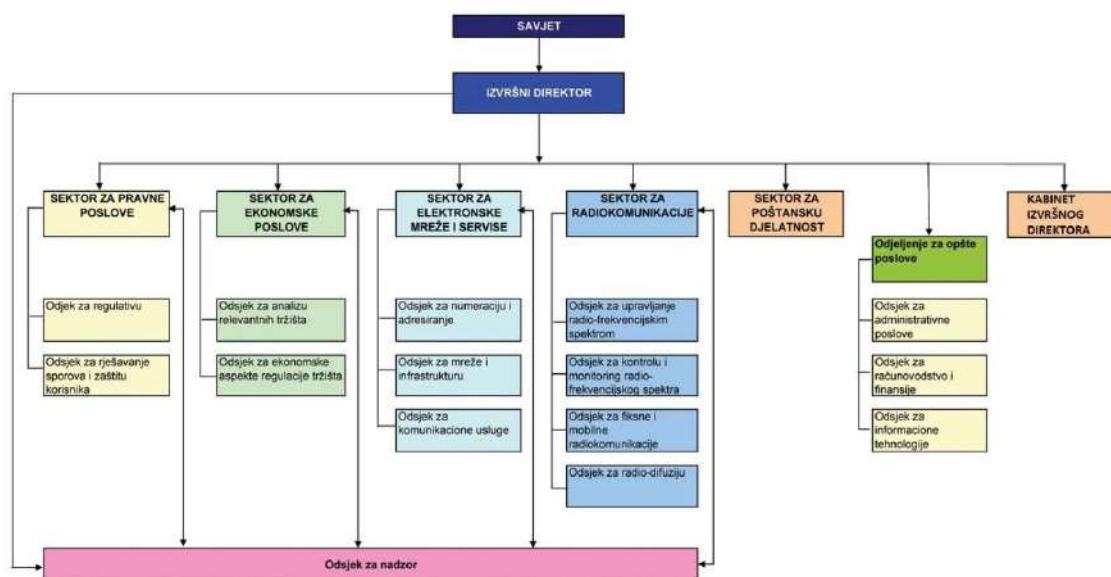 SAVJET
IZVRŠNI DIREKTOR
SEKTOR ZA PRAVNE
POSLOVE
Odjek za regulativu
Odsjek za rješavanje
sporova i zaštitu
korisnika
SEKTOR ZA
EKONOMSKE
POSLOVE
Odsjek za analizu
relevantnih tržišta
Odsjek za ekonomske
aspekte regulacije tržišta
SEKTOR ZA
ELEKTRONSKE
MREŽE I SERVISE
Odsjek za numeraciju i
adresiranje
Odsjek za mreže i
infrastrukturu
Odsjek za
komunikacione usluge
SEKTOR ZA
RADIOKOMUNIKACIJE
Odsjek za upravljanje
radio-frekvencijskim
spektrom
Odsjek za kontrolu i
monitoring radio-
frekvencijskog spektra
Odsjek za fiksne i
mobilne
radiokomunikacije
Odsjek za radio-difuziju
SEKTOR ZA
POŠTANSKU
DJELATNOST
Odjeljenje za opšte
poslove
Odsjek za
administrativne
poslove
Odsjek za
računovodstvo i
finansije
Odsjek za
informacione
tehnologije
KABINET
IZVRŠNOG
DIREKTORA
Odsjek za nadzor